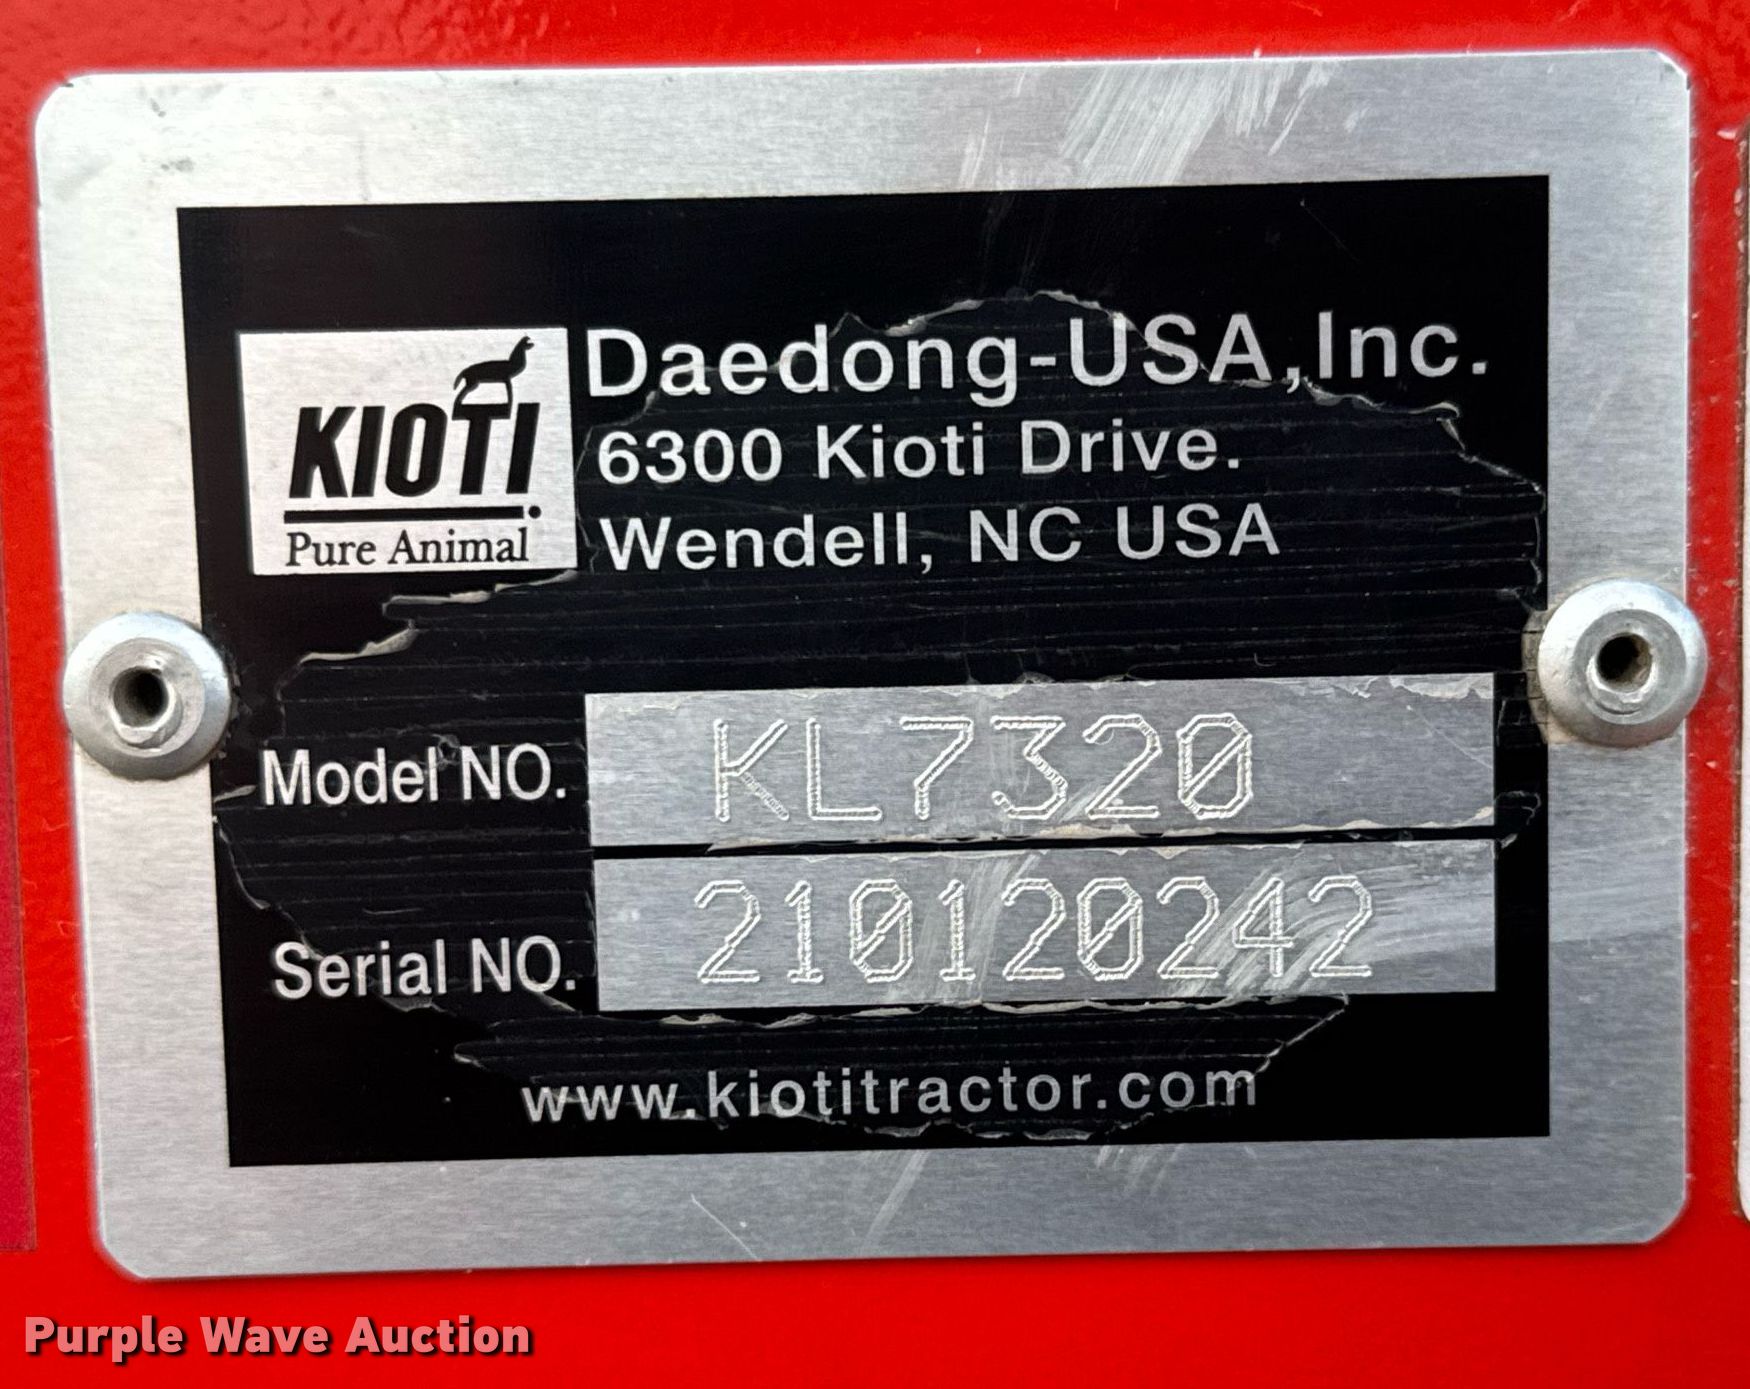 KIOTI
Pure Animal
Daedong-USA,Inc.
6300 Kioti Drive.
Wendell, NC USA
Model NO. KL7320
Serial NO. 210120242
www.kiotitractor.com
Purple Wave Auction